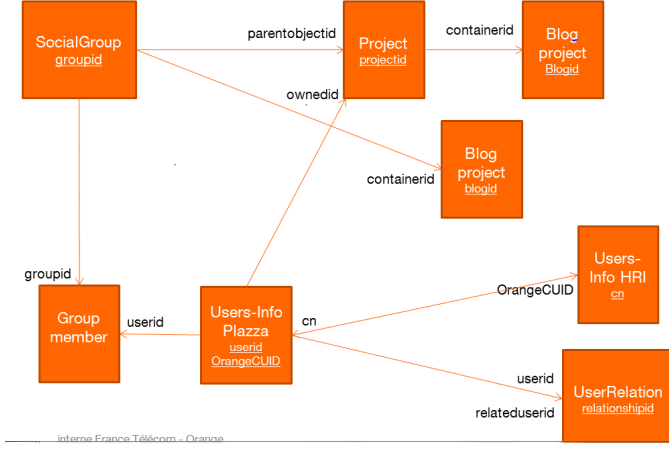 SocialGroup
groupid
parentobjectid
Project
projectid
containerid
Blog
project
Blogid
ownedid
Blog
project
blogid
containerid
groupid
Group
member
userid
Users-Info
Plazza
userid
OrangeCUID
cn
OrangeCUID
Users-
Info HRI
cn
userid
relateduserid
UserRelation
relationshipid
interne France Télécom - Orange